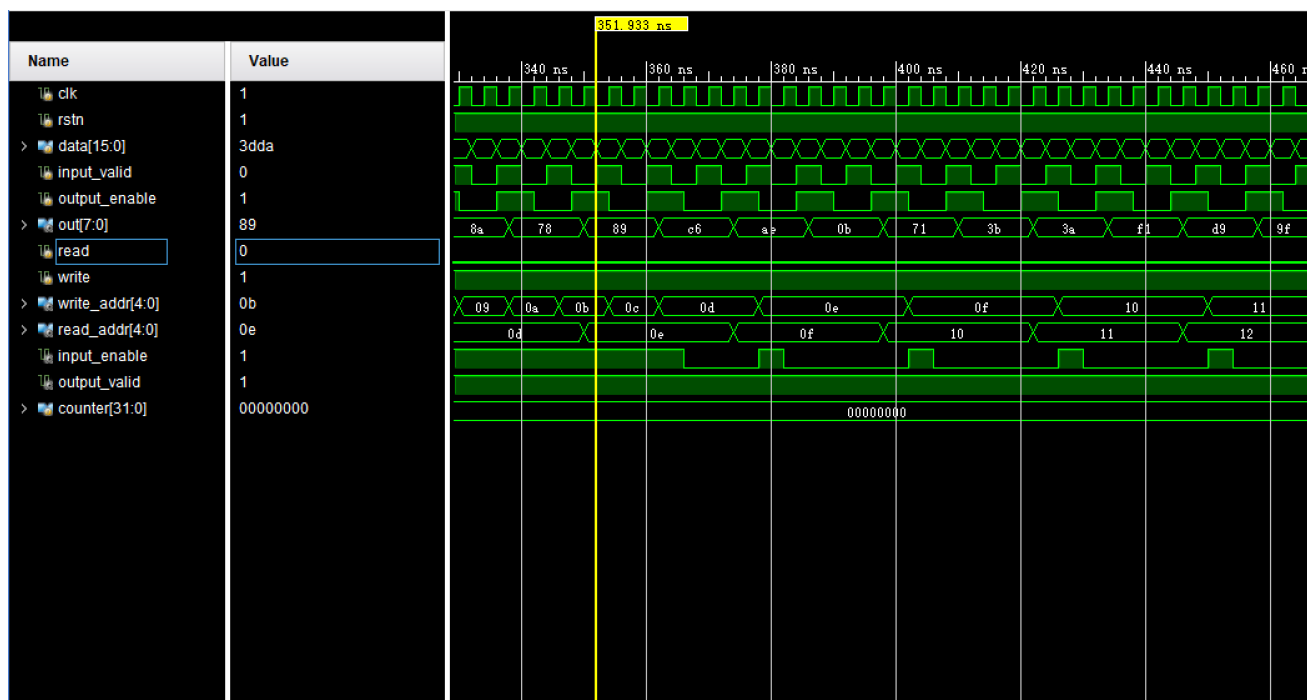 351.933 ns
Name Value
340 ns 360 ns 380 ns 400 ns 420 ns 440 ns 460 n
clk 1
rstn 1
> data[15:0] 3dda
input_valid 0
output_enable 1
> out[7:0] 89 8a 78 89 c6 ae 0b 71 3b 3a f1 d9 9f
read 0
write 1
> write_addr[4:0] 0b 09 0a 0b 0c 0d 0e 0f 10 11
> read_addr[4:0] 0e 0d 0e 0f 10 11 12
input_enable 1
output_valid 1
> counter[31:0] 00000000 00000000